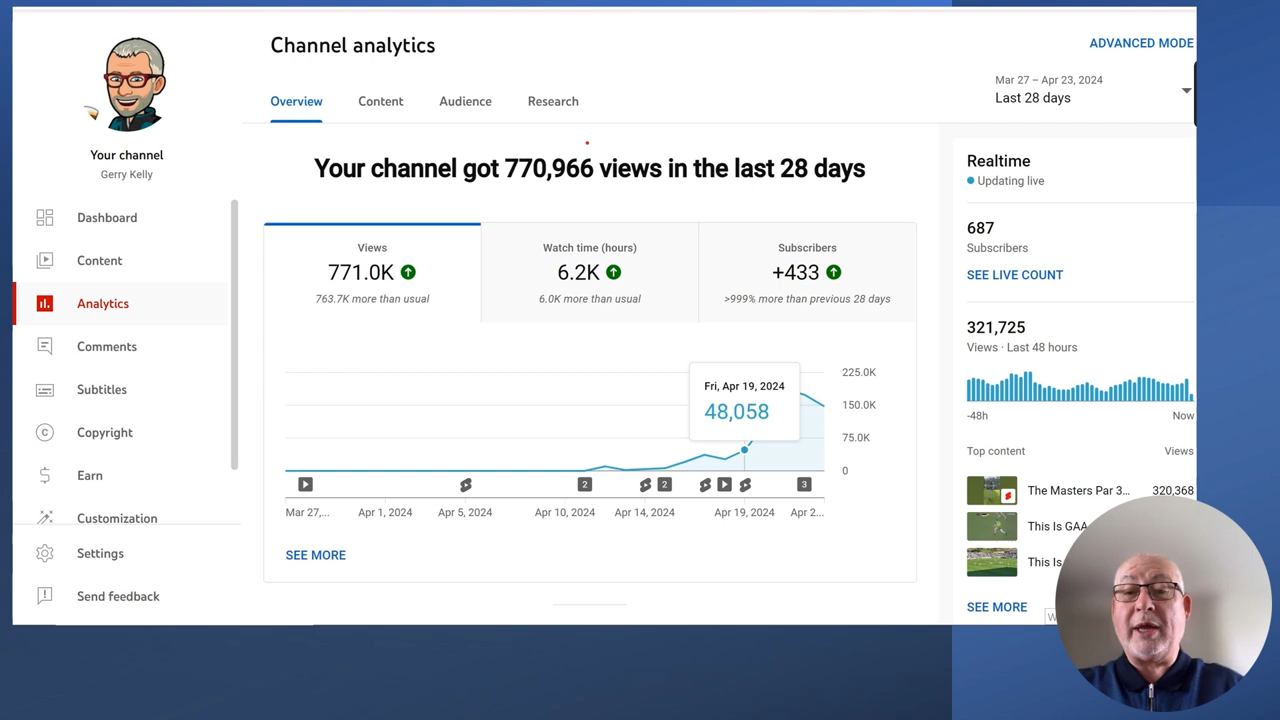 Channel analytics
ADVANCED MODE
Mar 27 – Apr 23, 2024
Last 28 days
Overview
Content
Audience
Research
Your channel
Gerry Kelly
Dashboard
Content
Analytics
Comments
Subtitles
Copyright
Earn
Customization
Settings
Send feedback
Your channel got 770,966 views in the last 28 days
Views
771.0K
763.7K more than usual
Watch time (hours)
6.2K
6.0K more than usual
Subscribers
+433
>999% more than previous 28 days
Fri, Apr 19, 2024
48,058
225.0K
150.0K
75.0K
0
2
2
3
Mar 27,...
Apr 1, 2024
Apr 5, 2024
Apr 10, 2024
Apr 14, 2024
Apr 19, 2024
Apr 2...
SEE MORE
Realtime
Updating live
687
Subscribers
SEE LIVE COUNT
321,725
Views · Last 48 hours
-48h
Now
Top content
Views
The Masters Par 3...
320,368
This Is GAA
This Is
SEE MORE